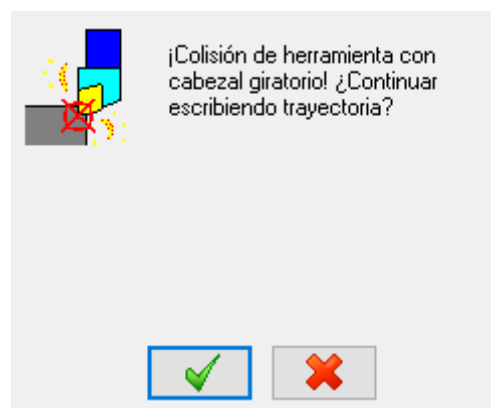 ¡Colisión de herramienta con
cabezal giratorio! ¿Continuar
escribiendo trayectoria?